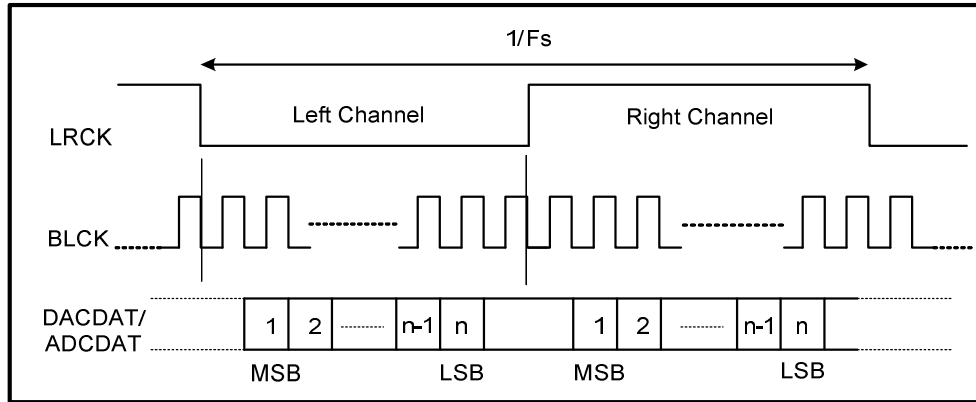 1/Fs
Left Channel
Right Channel
LRCK
BLCK
DACDAT/
ADCDAT
1 2 n-1 n 1 2 n-1 n
MSB LSB MSB LSB